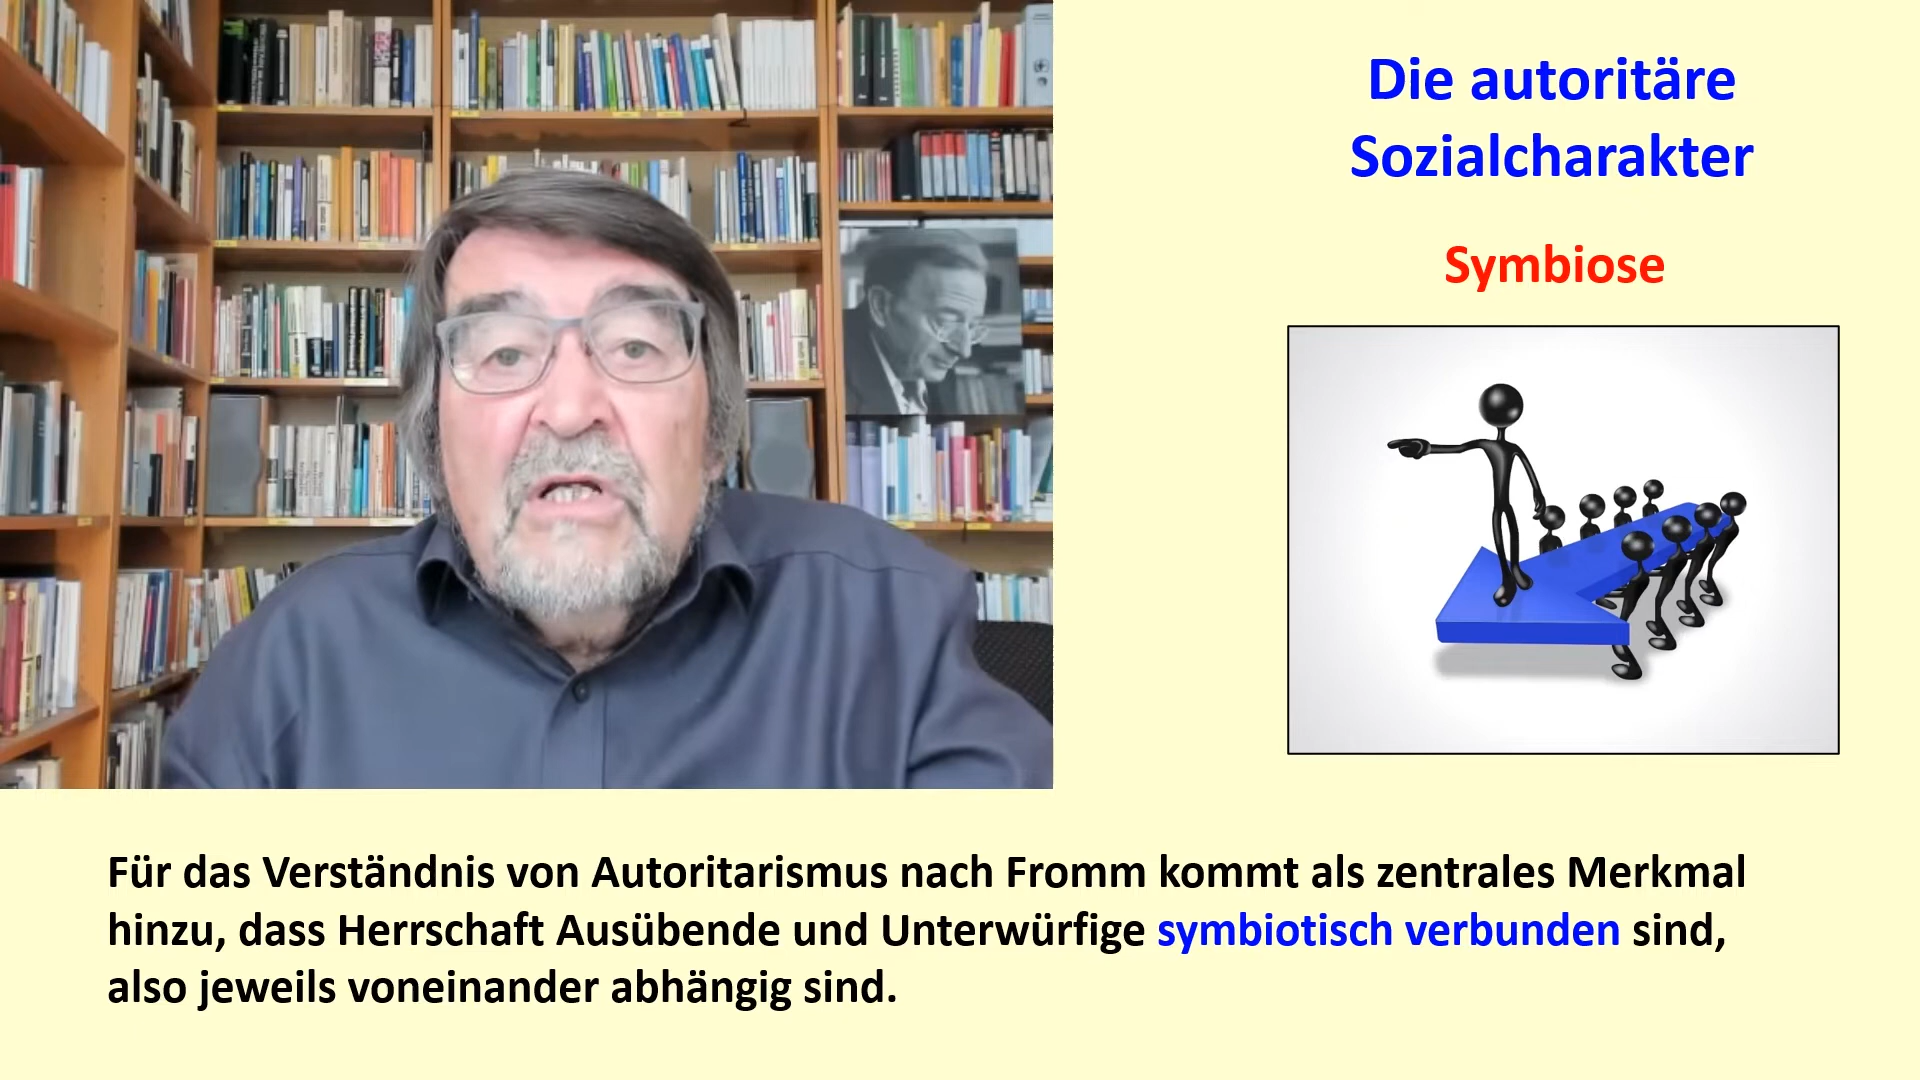 Die autoritäre
Sozialcharakter
Symbiose
Für das Verständnis von Autoritarismus nach Fromm kommt als zentrales Merkmal
hinzu, dass Herrschaft Ausübende und Unterwürfige symbiotisch verbunden sind,
also jeweils voneinander abhängig sind.